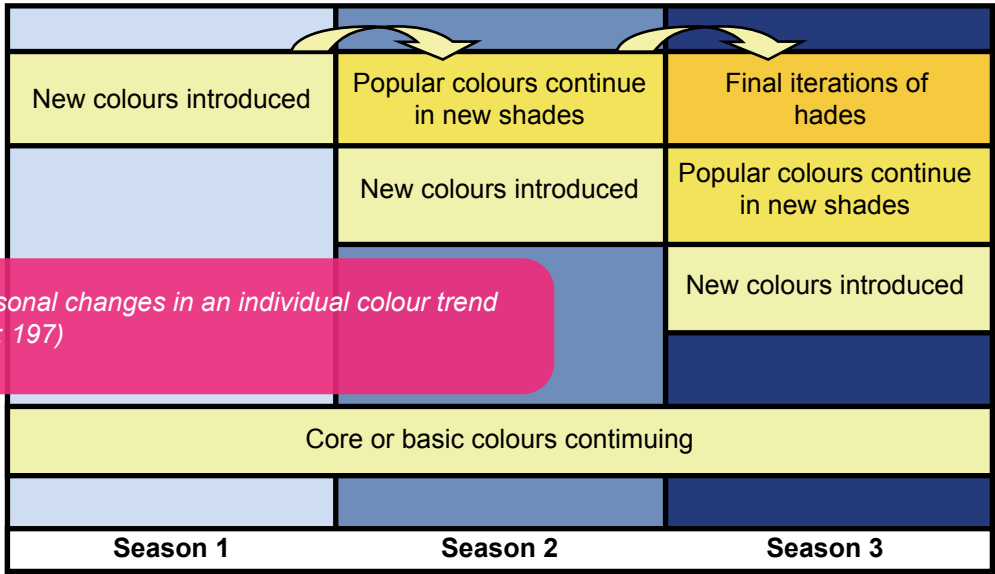 New colours introduced
Popular colours continue
in new shades
Final iterations of
hades
New colours introduced
Popular colours continue
in new shades
New colours introduced
sonal changes in an individual colour trend
197)
Core or basic colours contimuing
Season 1
Season 2
Season 3